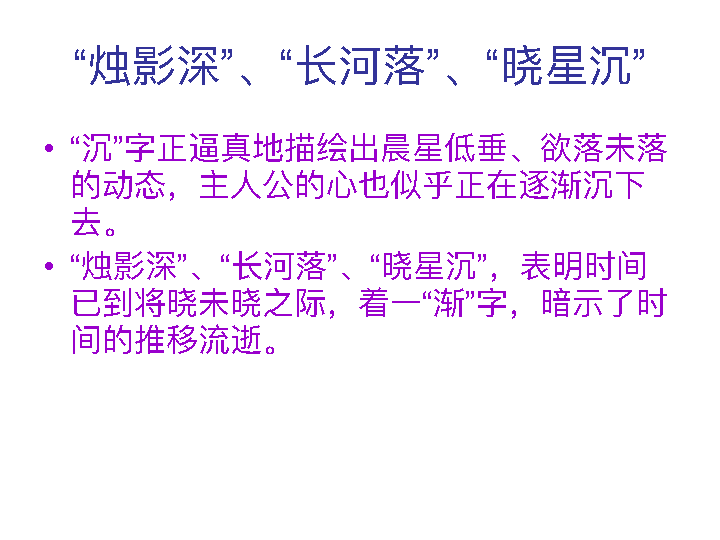 “烛影深”、“长河落”、“晓星沉”
• “沉”字正逼真地描绘出晨星低垂、欲落未落
的动态，主人公的心也似乎正在逐渐沉下
去。
• “烛影深”、“长河落”、“晓星沉”，表明时间
已到将晓未晓之际，着一“渐”字，暗示了时
间的推移流逝。